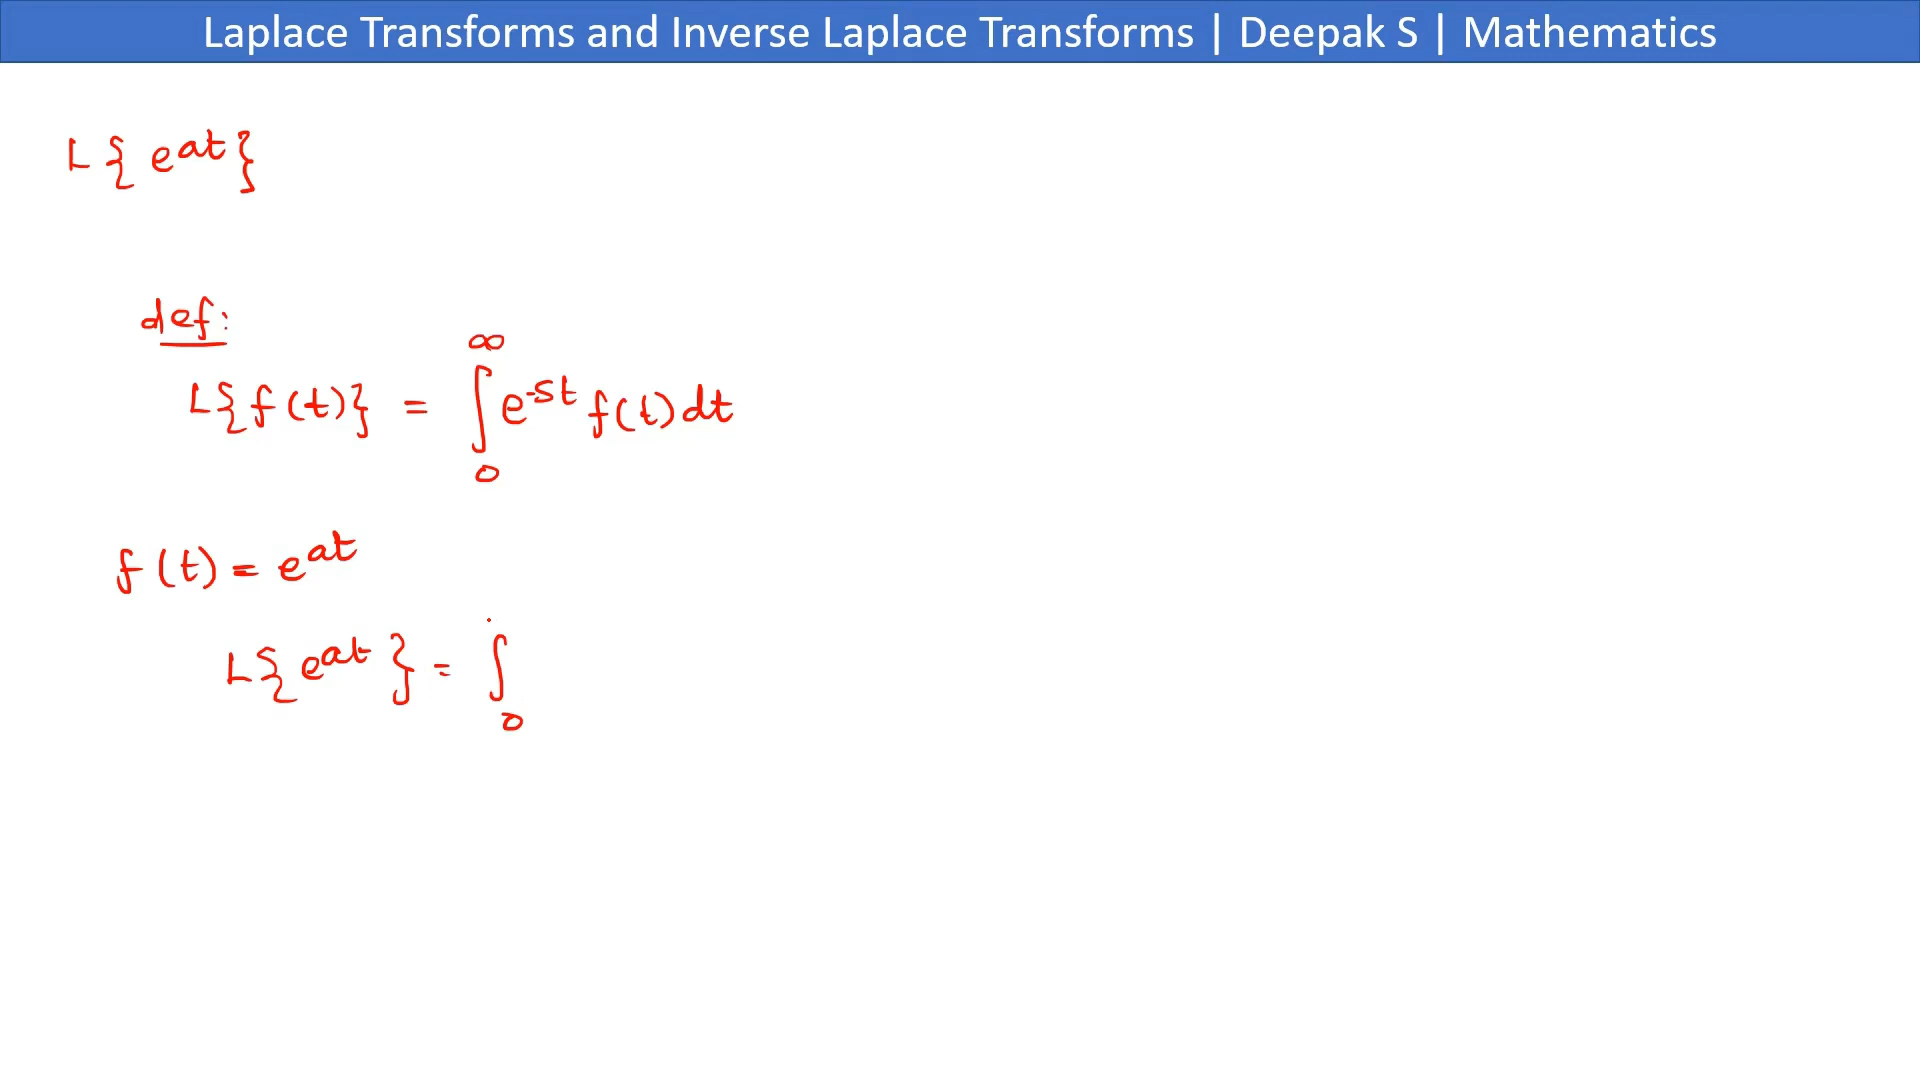 Laplace Transforms and Inverse Laplace Transforms | Deepak S | Mathematics
L{e^{at}}
def:
L{f(t)} = ∫_0^∞ e^{-st} f(t) dt
f(t) = e^{at}
L{e^{at}} = ∫_0